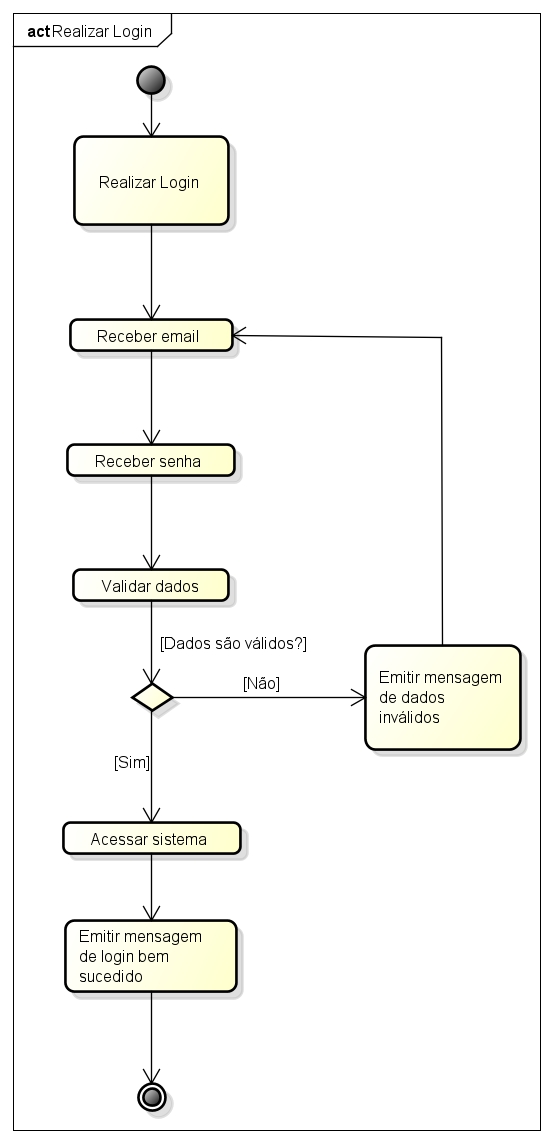 act Realizar Login
Realizar Login
Receber email
Receber senha
Validar dados
[Dados são válidos?]
[Não]
Emitir mensagem
de dados
inválidos
[Sim]
Acessar sistema
Emitir mensagem
de login bem
sucedido